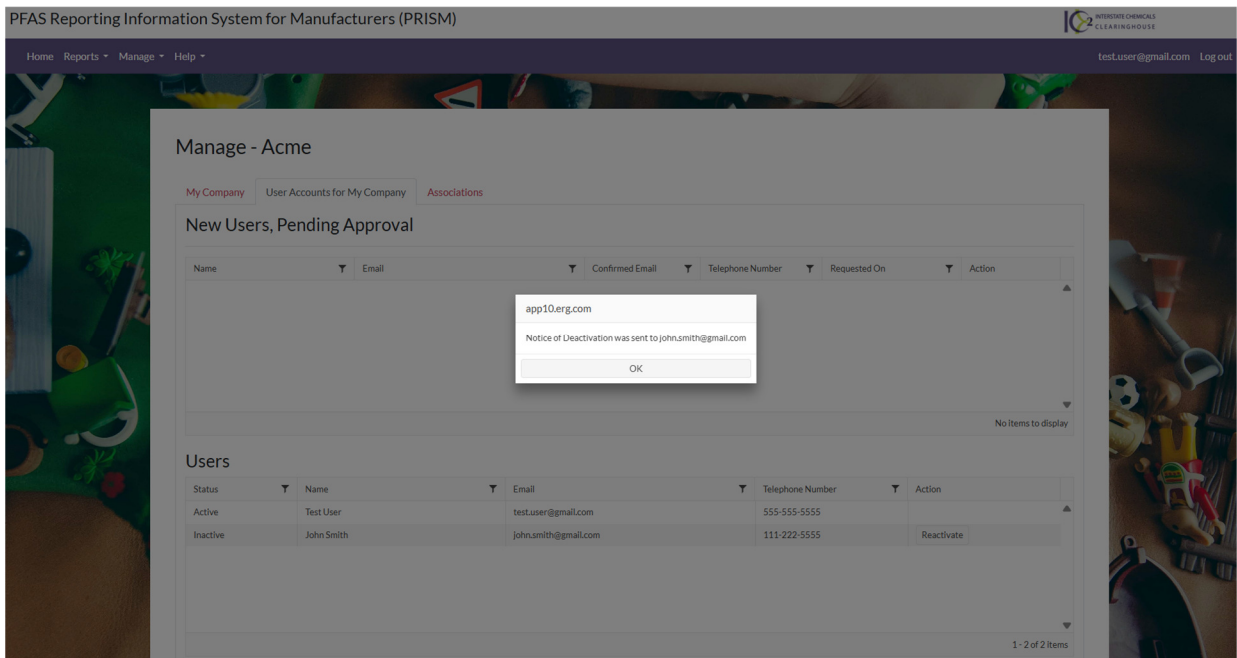 PFAS Reporting Information System for Manufacturers (PRISM)
IC2 INTERSTATE CHEMICALS
CLEARINGHOUSE
Home Reports Manage Help test.user@gmail.com Log out
Manage - Acme
My Company User Accounts for My Company Associations
New Users, Pending Approval
Name Email Confirmed Email Telephone Number Requested On Action
app10.erg.com
Notice of Deactivation was sent to john.smith@gmail.com
OK
No items to display
Users
Status Name Email Telephone Number Action
Active Test User test.user@gmail.com 555-555-5555
Inactive John Smith john.smith@gmail.com 111-222-5555 Reactivate
1 - 2 of 2 items